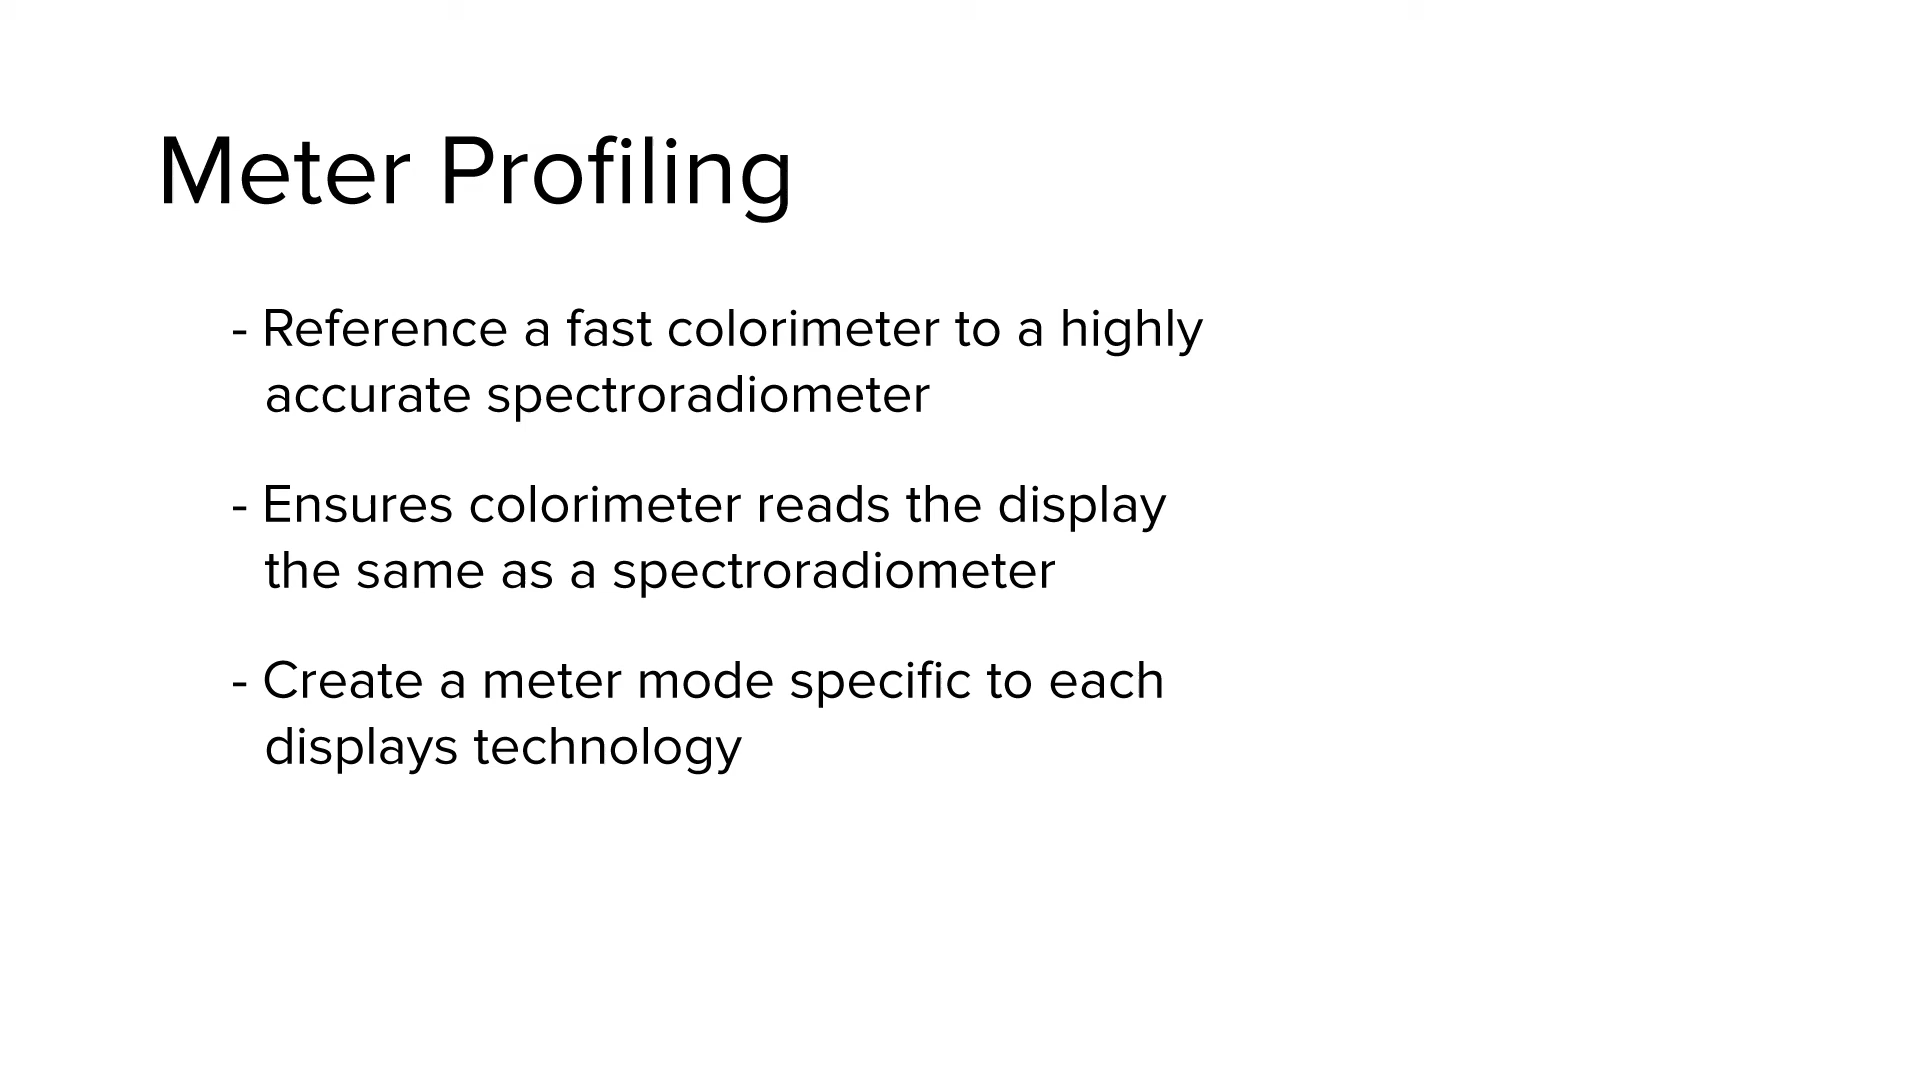 Meter Profiling
- Reference a fast colorimeter to a highly
accurate spectroradiometer
- Ensures colorimeter reads the display
the same as a spectroradiometer
- Create a meter mode specific to each
displays technology